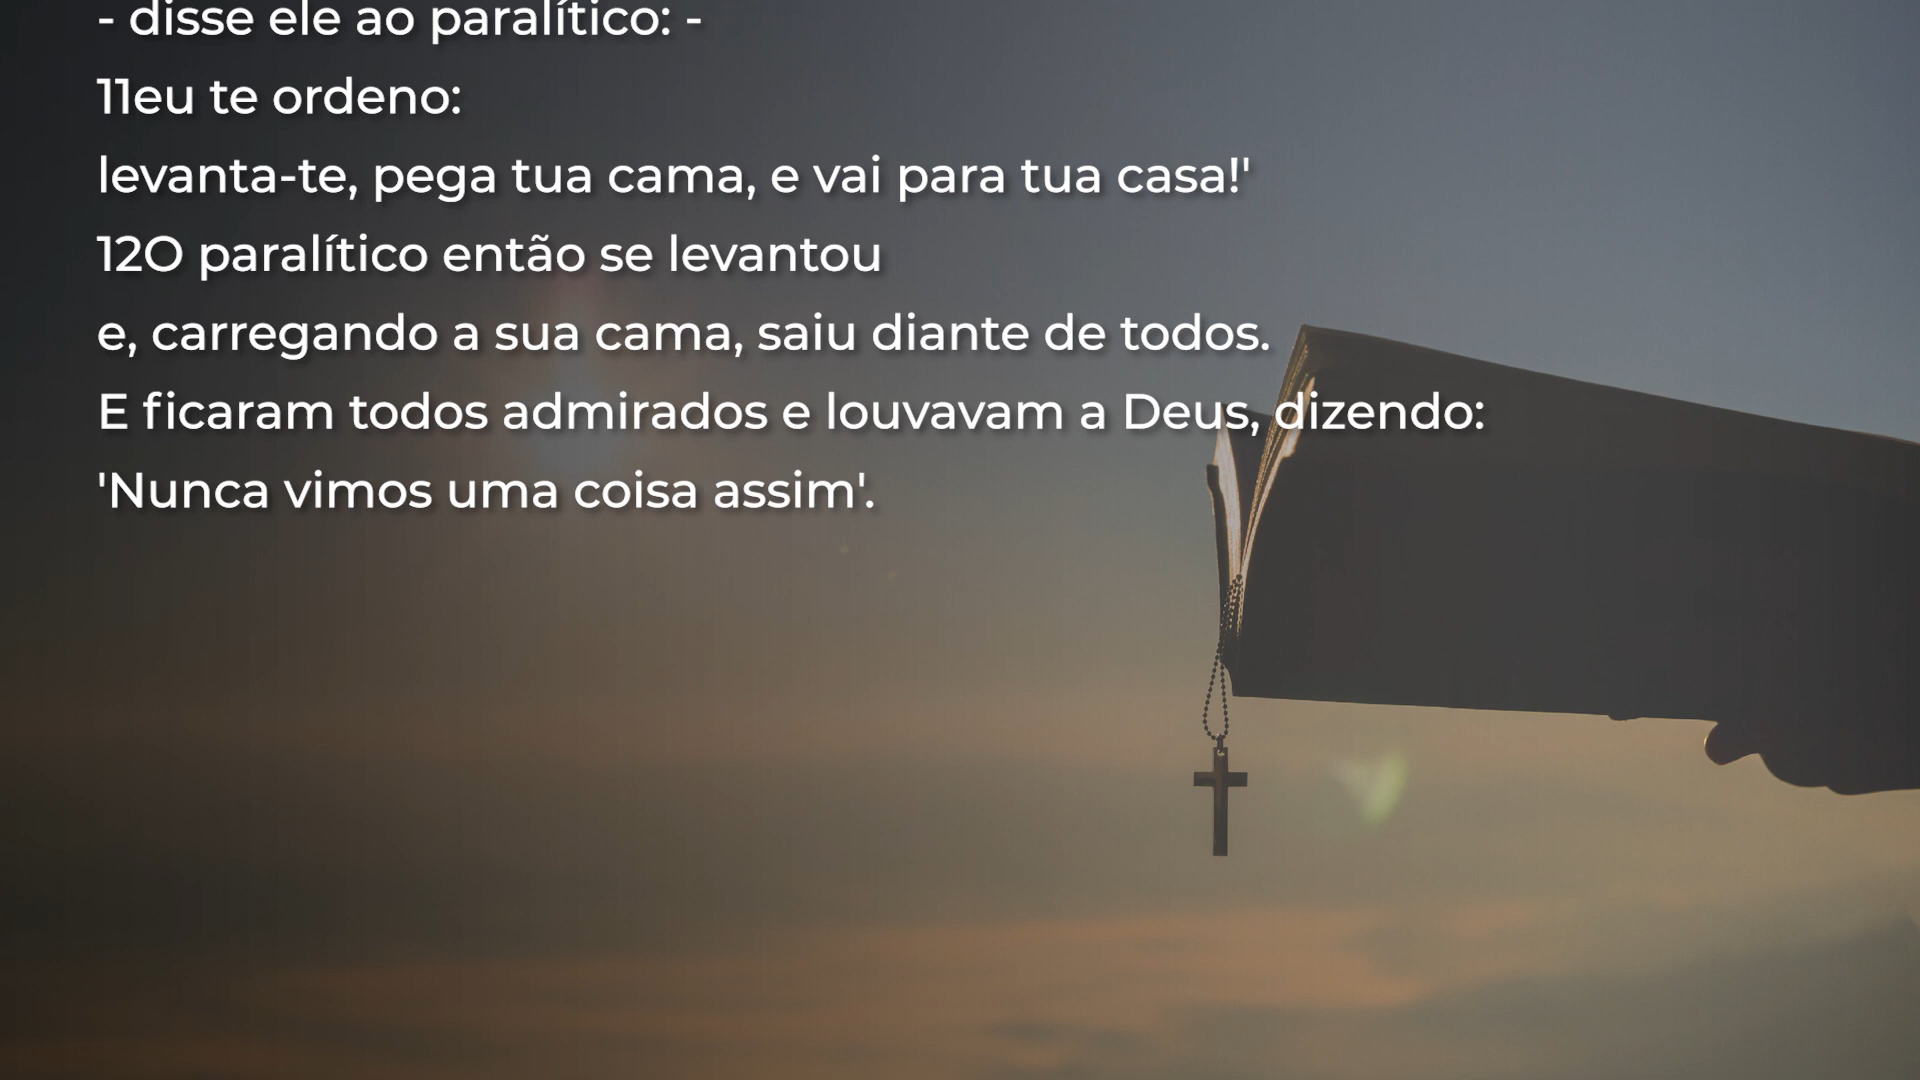 - disse ele ao paralítico: -
11eu te ordeno:
levanta-te, pega tua cama, e vai para tua casa!'
12O paralítico então se levantou
e, carregando a sua cama, saiu diante de todos.
E ficaram todos admirados e louvavam a Deus, dizendo:
'Nunca vimos uma coisa assim'.